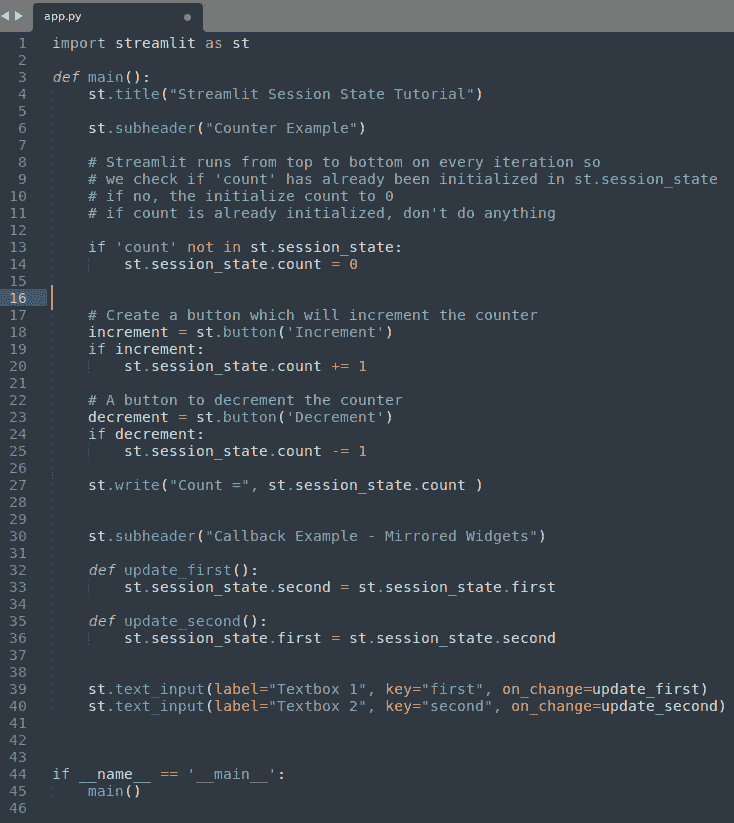 app.py
1 import streamlit as st
2
3 def main():
4     st.title("Streamlit Session State Tutorial")
5
6     st.subheader("Counter Example")
7
8     # Streamlit runs from top to bottom on every iteration so
9     # we check if 'count' has already been initialized in st.session_state
10     # if no, the initialize count to 0
11     # if count is already initialized, don't do anything
12
13     if 'count' not in st.session_state:
14         st.session_state.count = 0
15
16
17     # Create a button which will increment the counter
18     increment = st.button('Increment')
19     if increment:
20         st.session_state.count += 1
21
22     # A button to decrement the counter
23     decrement = st.button('Decrement')
24     if decrement:
25         st.session_state.count -= 1
26
27     st.write("Count =", st.session_state.count )
28
29
30     st.subheader("Callback Example - Mirrored Widgets")
31
32     def update_first():
33         st.session_state.second = st.session_state.first
34
35     def update_second():
36         st.session_state.first = st.session_state.second
37
38
39     st.text_input(label="Textbox 1", key="first", on_change=update_first)
40     st.text_input(label="Textbox 2", key="second", on_change=update_second)
41
42
43
44 if __name__ == '__main__':
45     main()
46